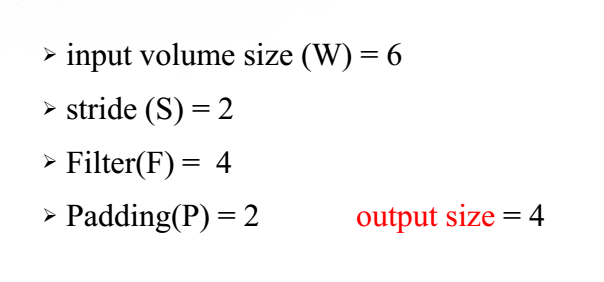 ➢ input volume size (W) = 6
➢ stride (S) = 2
➢ Filter(F) =  4
➢ Padding(P) = 2 output size = 4